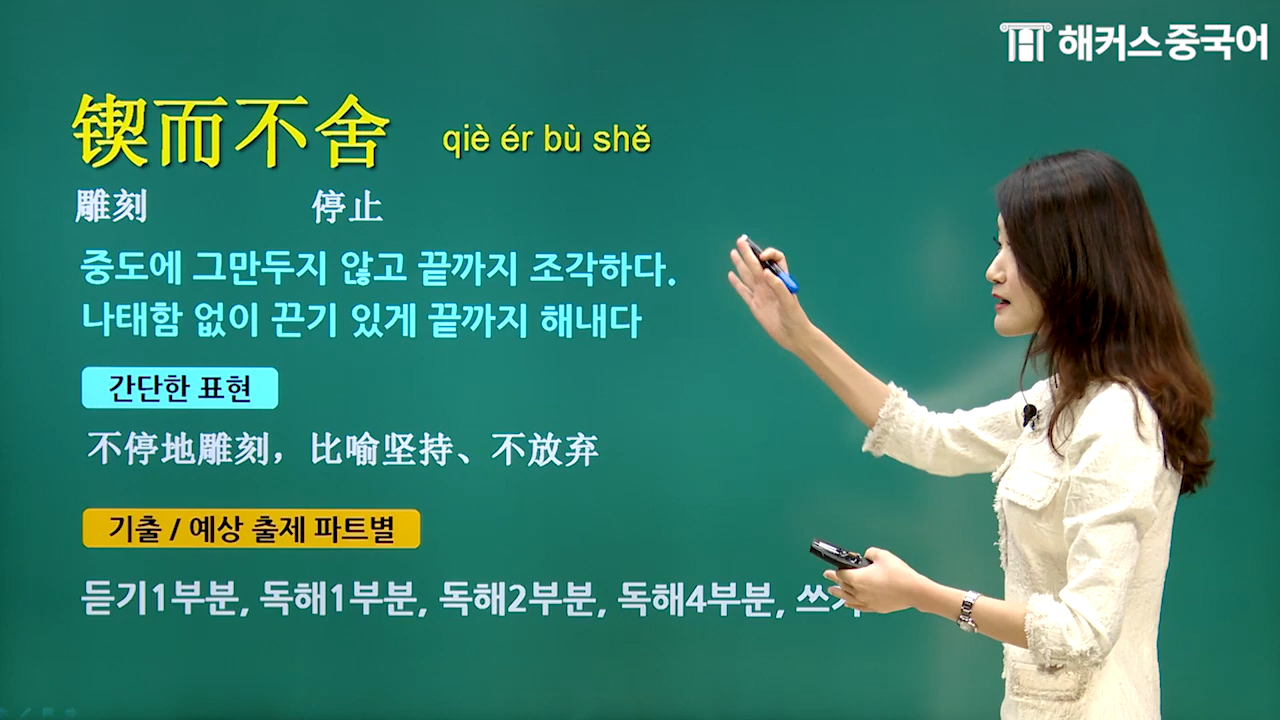 해커스중국어
锲而不舍 qiè ér bù shě
雕刻 停止
중도에 그만두지 않고 끝까지 조각하다.
나태함 없이 끈기 있게 끝까지 해내다
간단한 표현
不停地雕刻，比喻坚持、不放弃
기출 / 예상 출제 파트별
듣기1부분, 독해1부분, 독해2부분, 독해4부분,